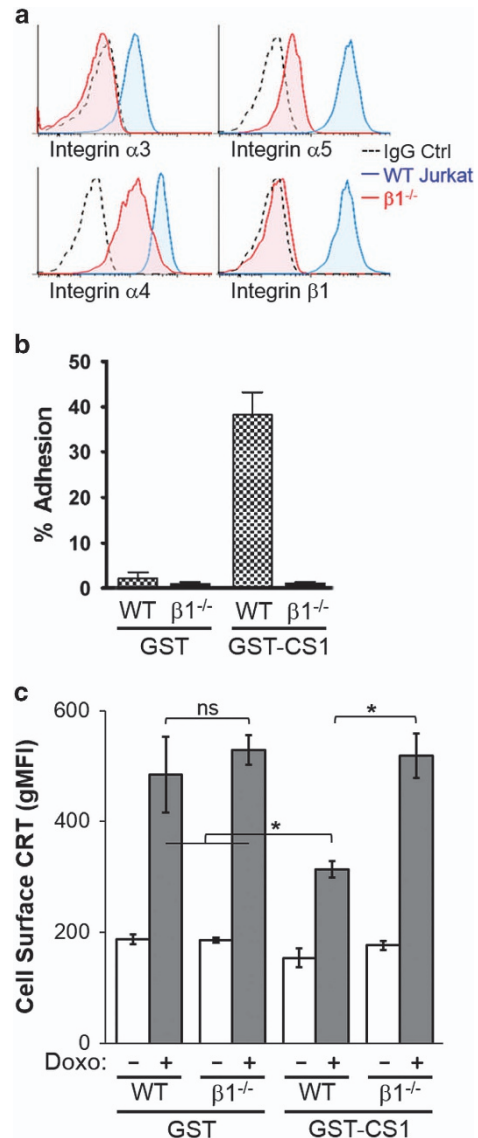 a
Integrin α3
Integrin α5
IgG Ctrl
WT Jurkat
β1-/-
Integrin α4
Integrin β1
b
% Adhesion
50
40
30
20
10
0
WT β1-/- WT β1-/-
GST GST-CS1
c
Cell Surface CRT (gMFI)
600
400
200
0
ns
*
*
Doxo: – + – + – + – +
WT β1-/- WT β1-/-
GST GST-CS1